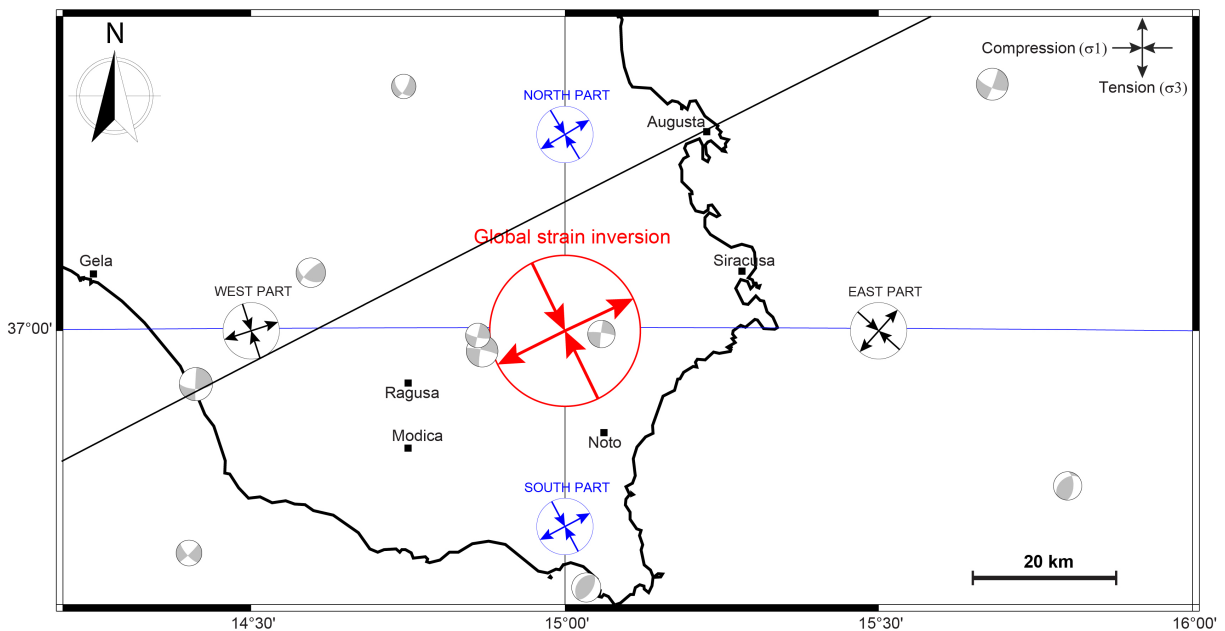 N
Compression (σ1)
Tension (σ3)
NORTH PART
Augusta
Global strain inversion
Gela
Siracusa
WEST PART
EAST PART
37°00'
Ragusa
Modica
Noto
SOUTH PART
20 km
14°30'
15°00'
15°30'
16°00'